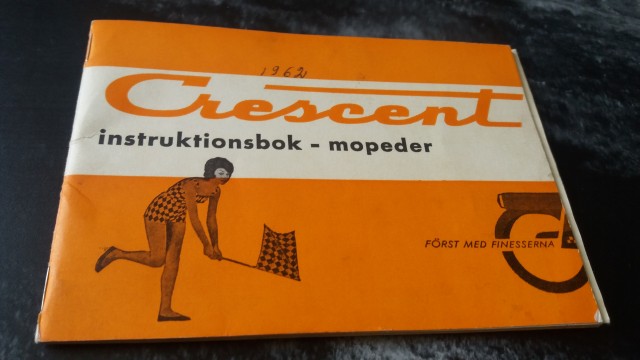 1962
Crescent
instruktionsbok - mopeder
FÖRST MED FINESSERNA